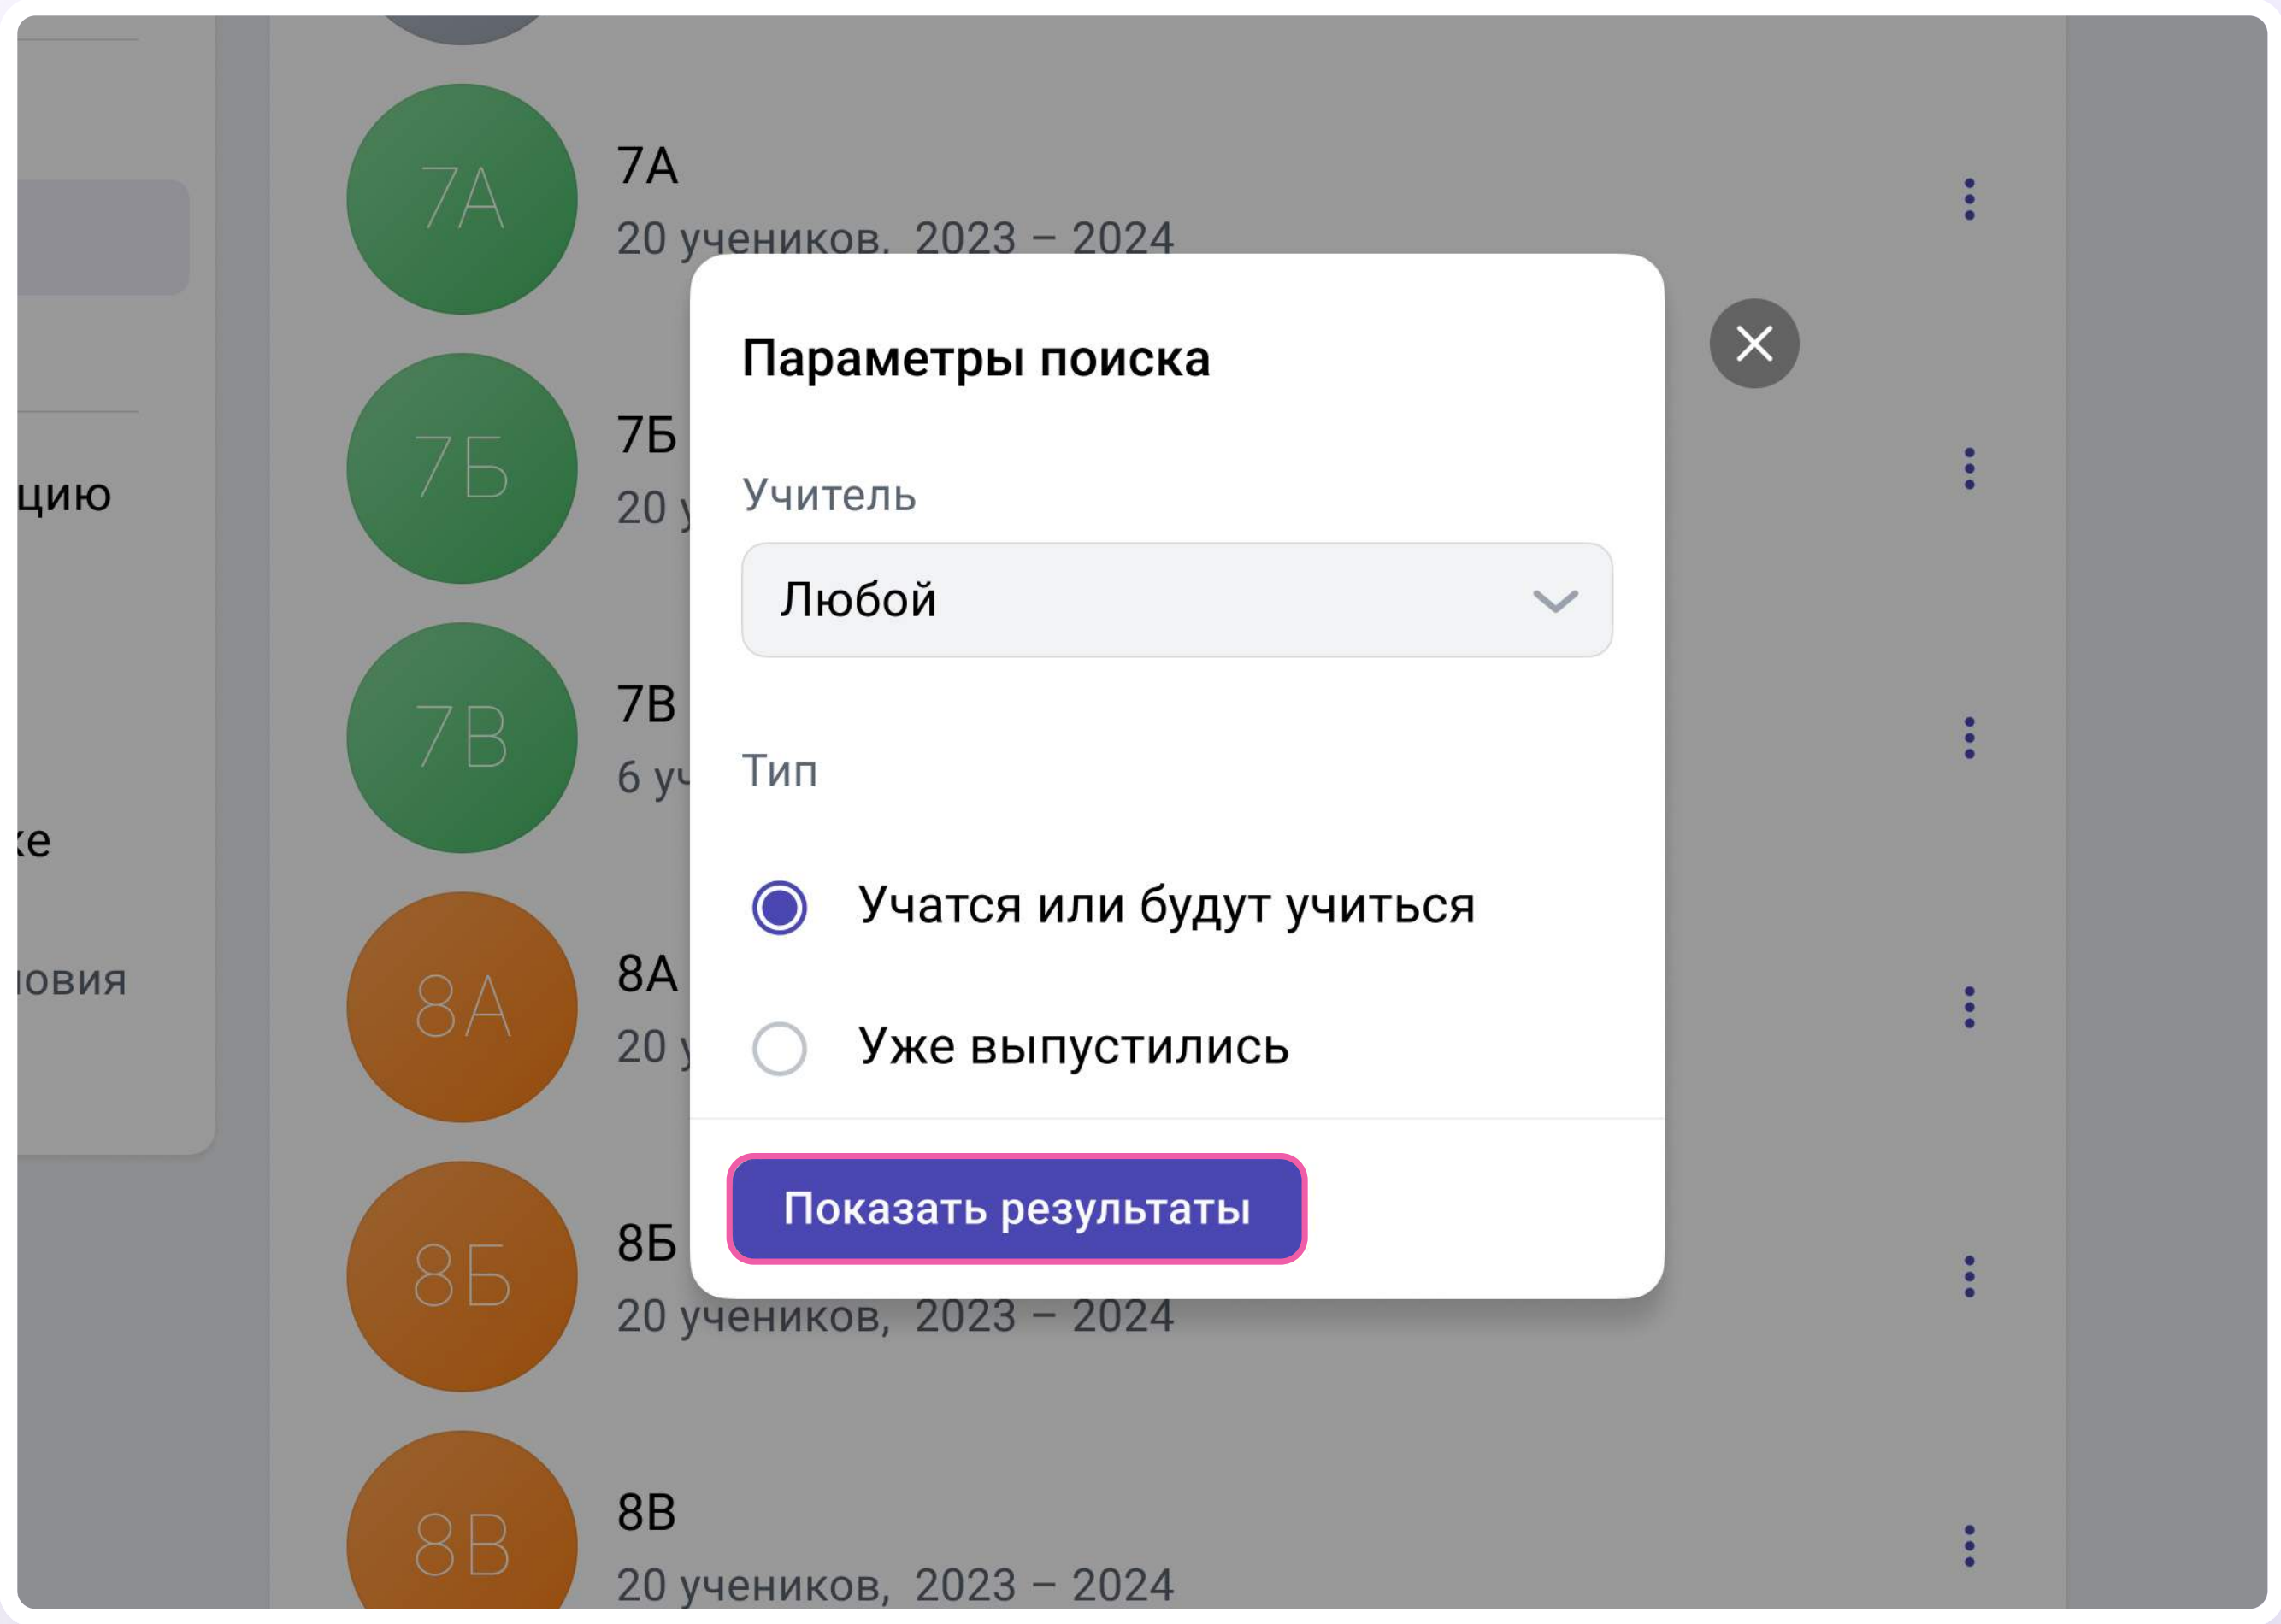 7А
7А
20 учеников, 2023 – 2024
7Б
7Б
20
7В
7В
6
8А
8А
20
8Б
8Б
20 учеников, 2023 – 2024
8В
8В
20 учеников, 2023 – 2024
Параметры поиска
Учитель
Любой
Тип
Учатся или будут учиться
Уже выпустились
Показать результаты
цию
овия